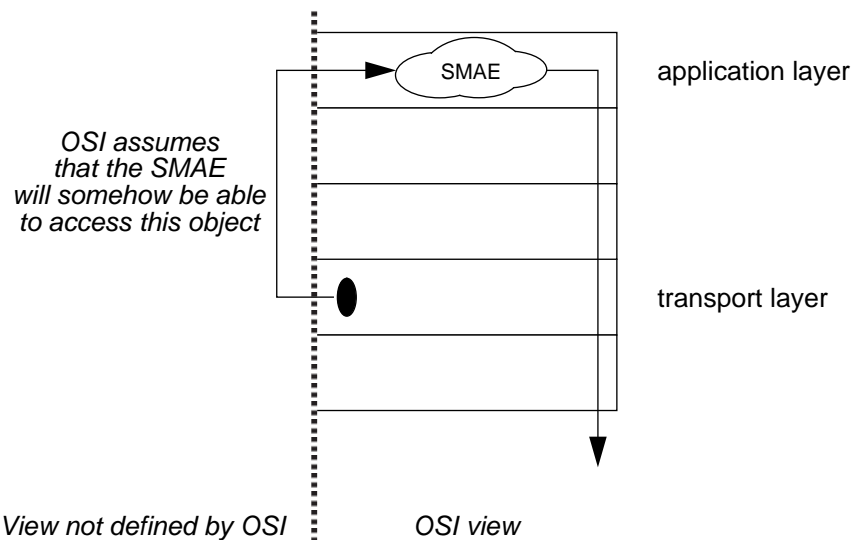 SMAE
application layer
OSI assumes
that the SMAE
will somehow be able
to access this object
transport layer
View not defined by OSI
OSI view